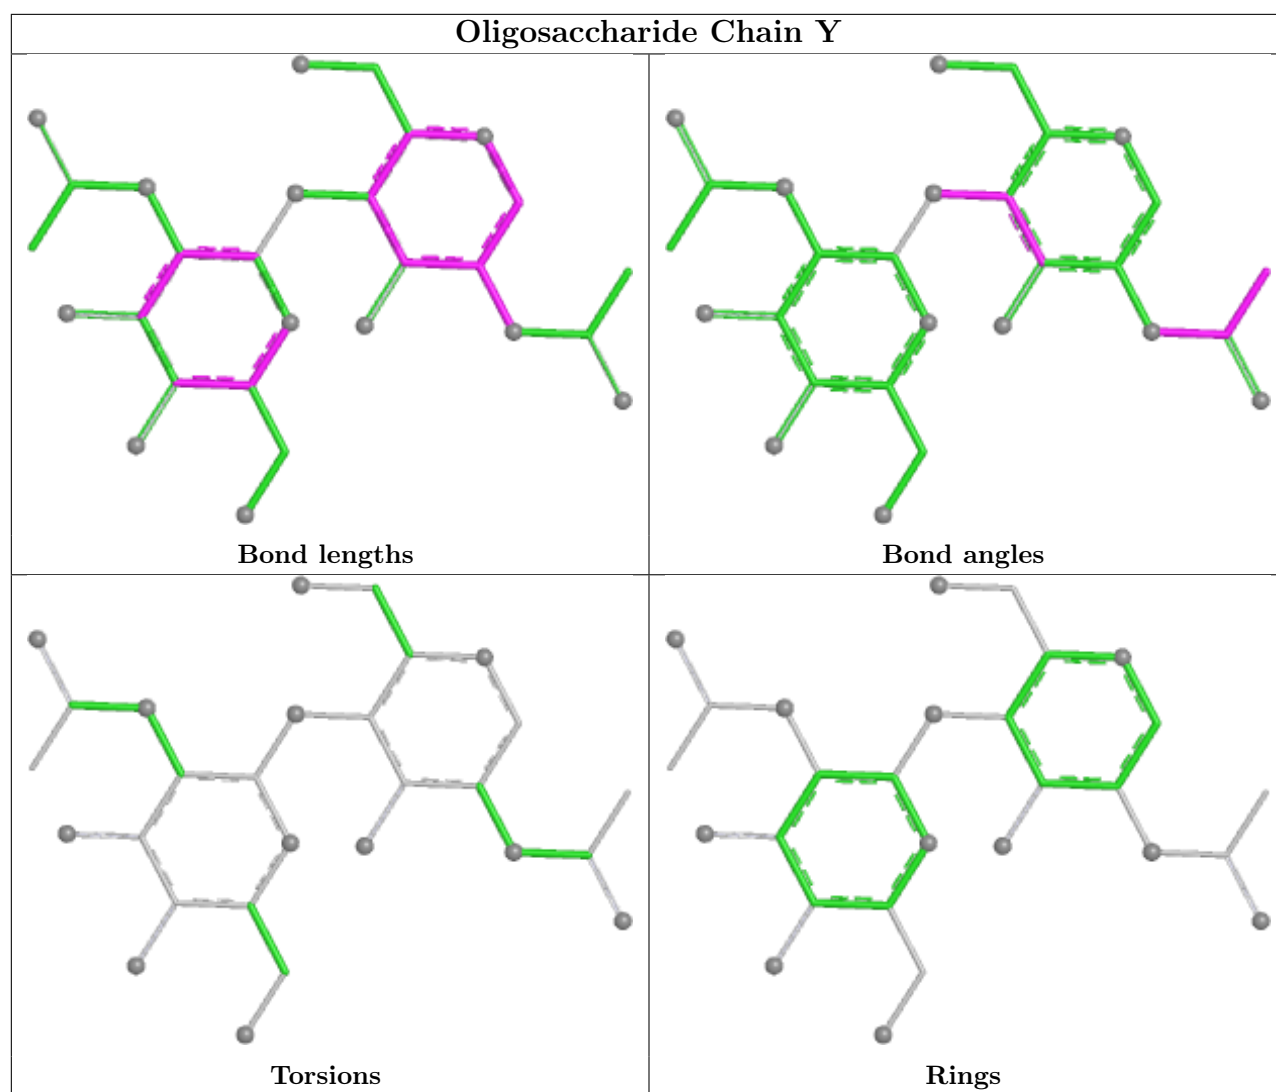 Oligosaccharide Chain Y
Bond lengths
Bond angles
Torsions
Rings